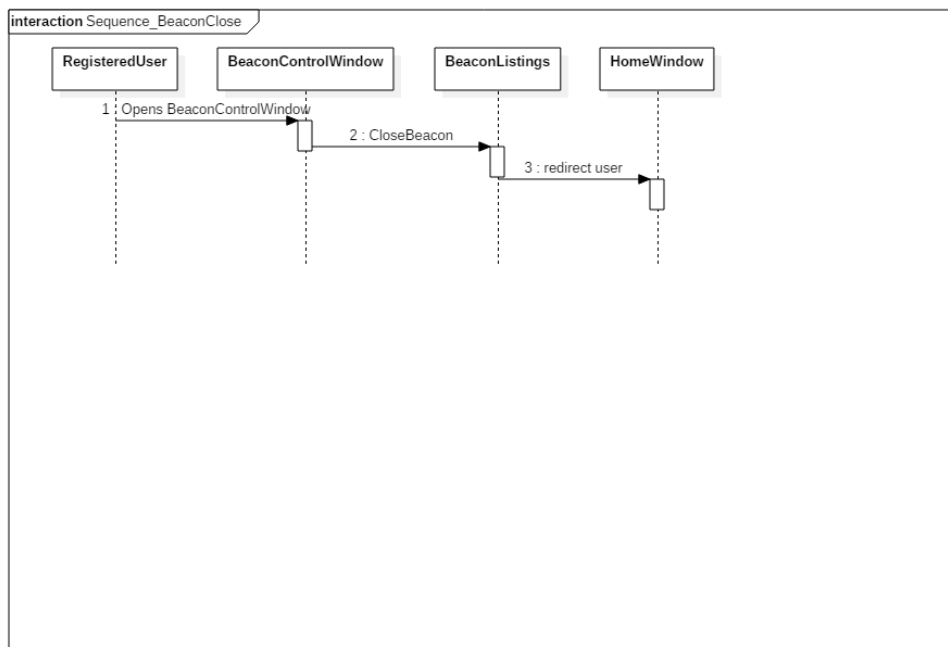 interaction Sequence_BeaconClose
RegisteredUser
BeaconControlWindow
BeaconListings
HomeWindow
1 : Opens BeaconControlWindow
2 : CloseBeacon
3 : redirect user